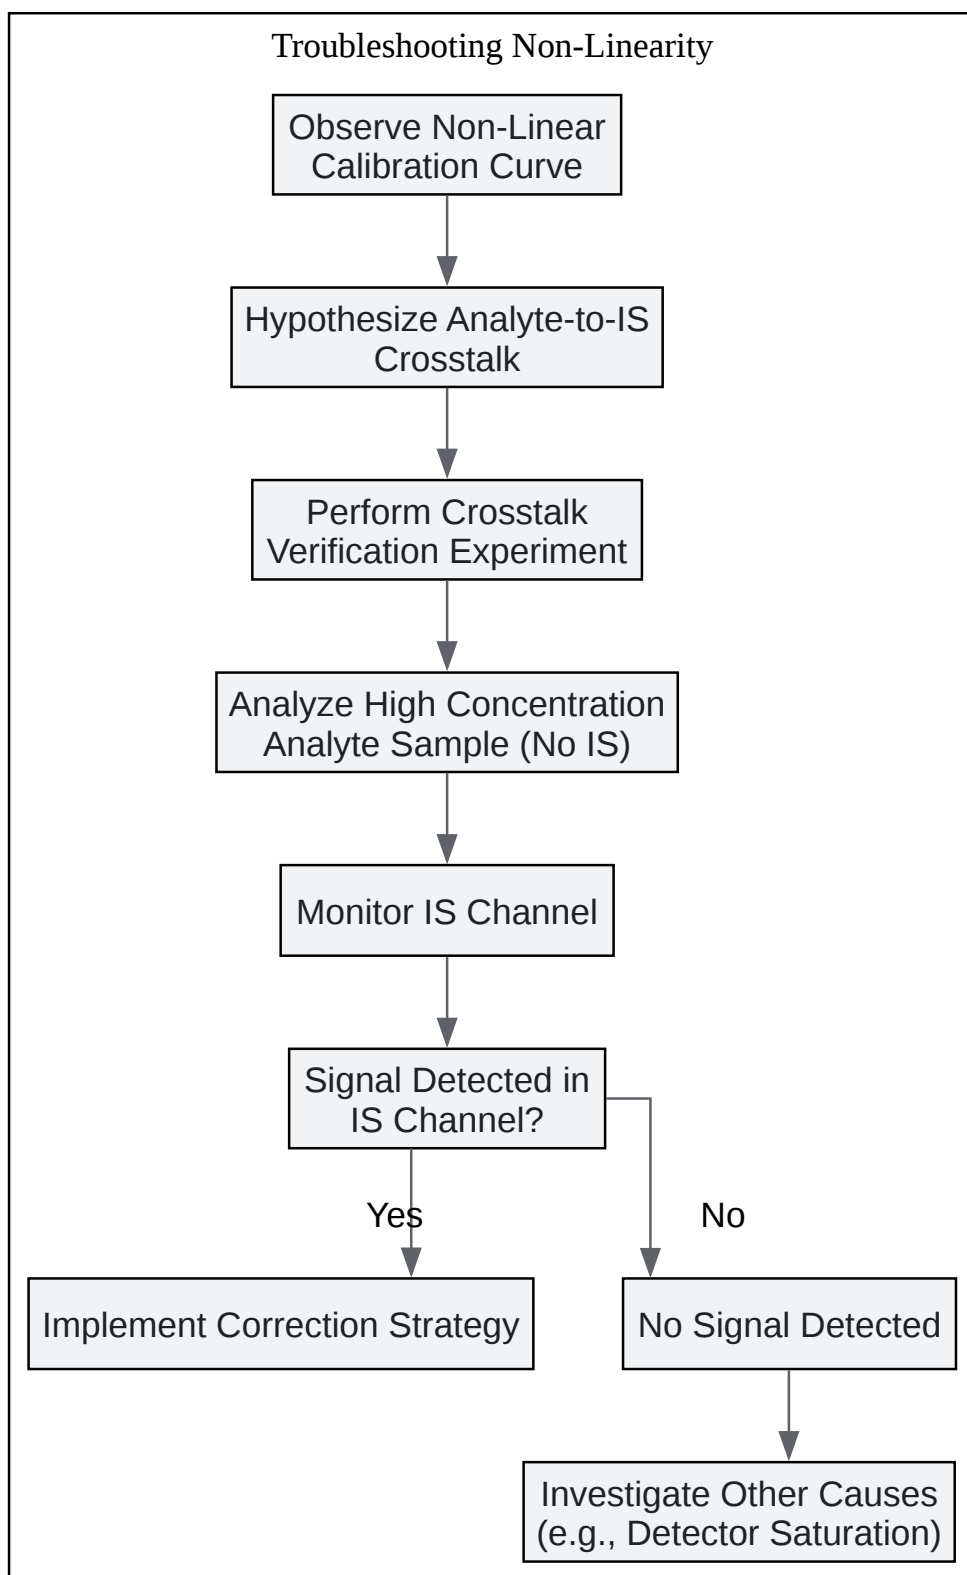 Troubleshooting Non-Linearity
Observe Non-Linear
Calibration Curve
Hypothesize Analyte-to-IS
Crosstalk
Perform Crosstalk
Verification Experiment
Analyze High Concentration
Analyte Sample (No IS)
Monitor IS Channel
Signal Detected in
IS Channel?
Yes
No
Implement Correction Strategy
No Signal Detected
Investigate Other Causes
(e.g., Detector Saturation)